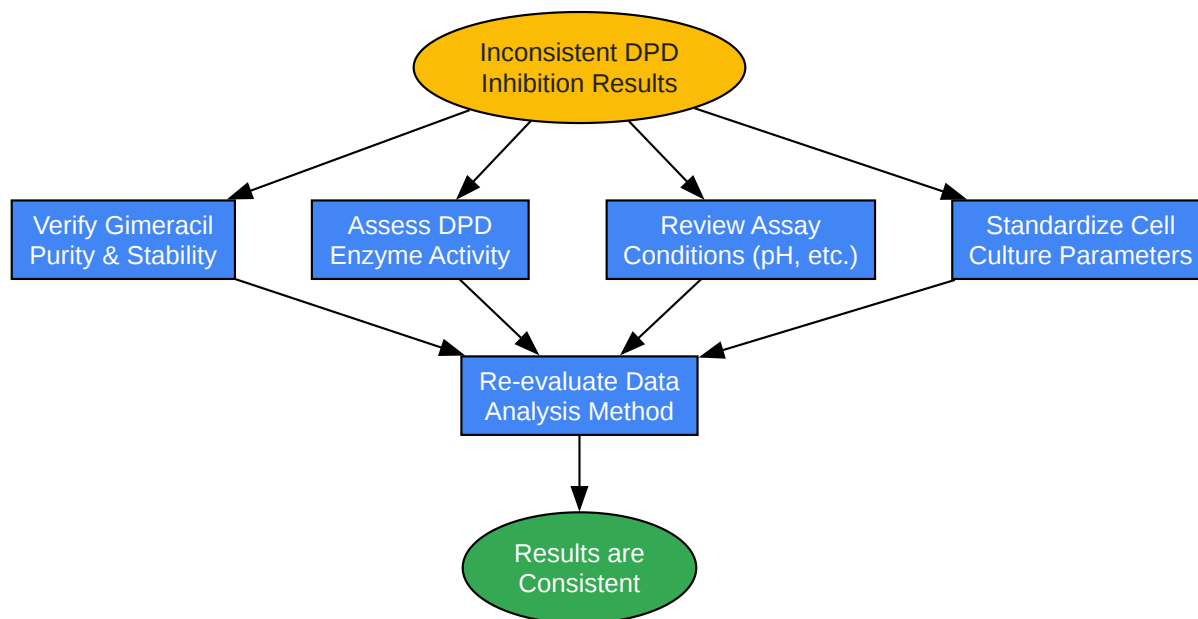 Inconsistent DPD
Inhibition Results
Verify Gimeracil
Purity & Stability
Assess DPD
Enzyme Activity
Review Assay
Conditions (pH, etc.)
Standardize Cell
Culture Parameters
Re-evaluate Data
Analysis Method
Results are
Consistent